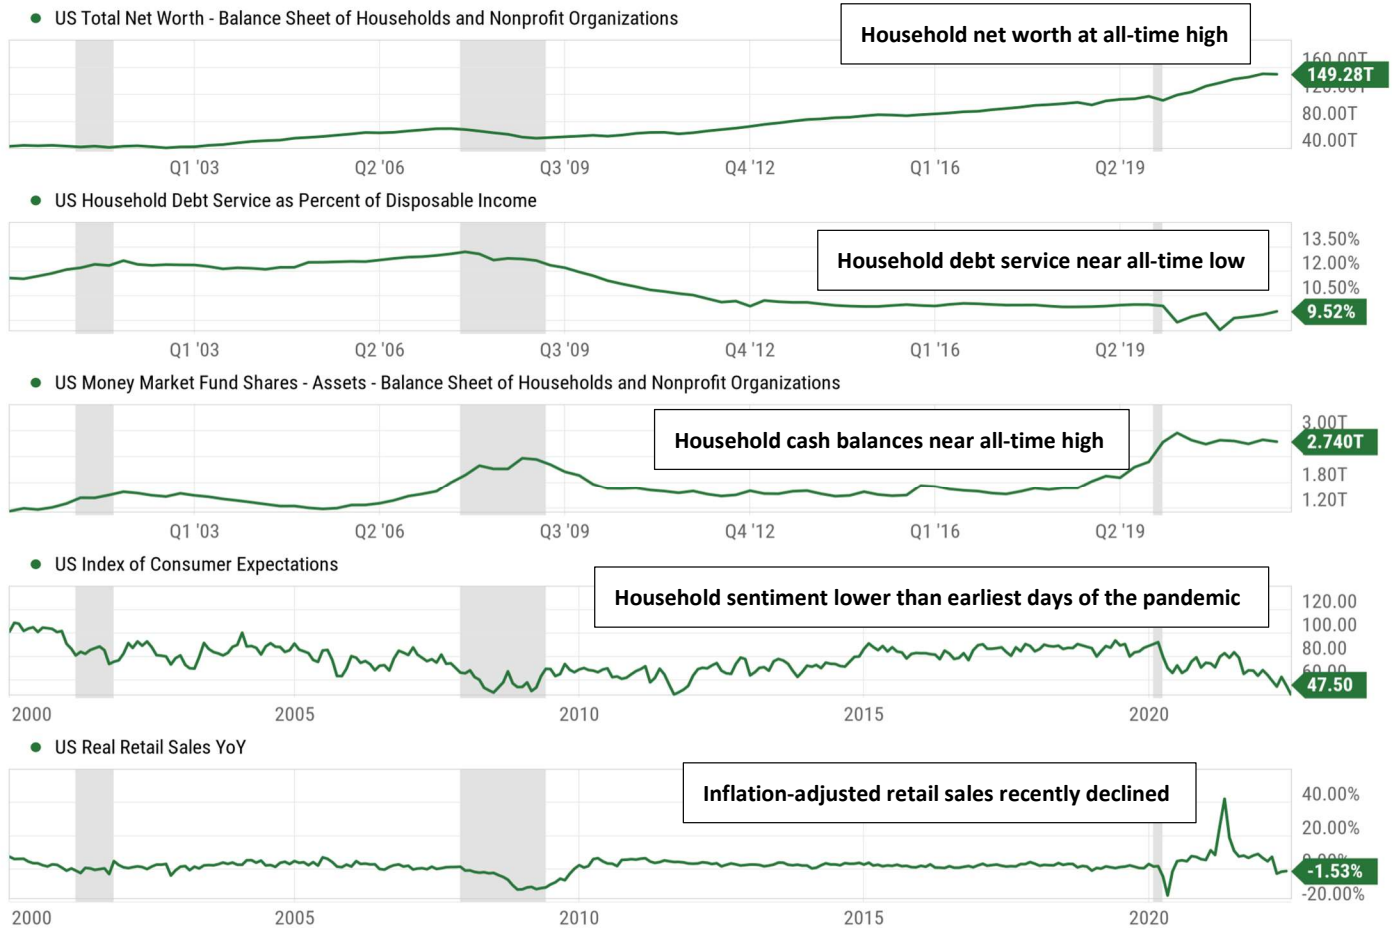 US Total Net Worth - Balance Sheet of Households and Nonprofit Organizations
Household net worth at all-time high
160.00T
149.28T
120.00T
80.00T
40.00T
Q1 '03 Q2 '06 Q3 '09 Q4 '12 Q1 '16 Q2 '19
US Household Debt Service as Percent of Disposable Income
Household debt service near all-time low
13.50%
12.00%
10.50%
9.52%
Q1 '03 Q2 '06 Q3 '09 Q4 '12 Q1 '16 Q2 '19
US Money Market Fund Shares - Assets - Balance Sheet of Households and Nonprofit Organizations
Household cash balances near all-time high
3.00T
2.740T
1.80T
1.20T
Q1 '03 Q2 '06 Q3 '09 Q4 '12 Q1 '16 Q2 '19
US Index of Consumer Expectations
Household sentiment lower than earliest days of the pandemic
120.00
100.00
80.00
60.00
47.50
2000 2005 2010 2015 2020
US Real Retail Sales YoY
Inflation-adjusted retail sales recently declined
40.00%
20.00%
0.00%
-1.53%
-20.00%
2000 2005 2010 2015 2020